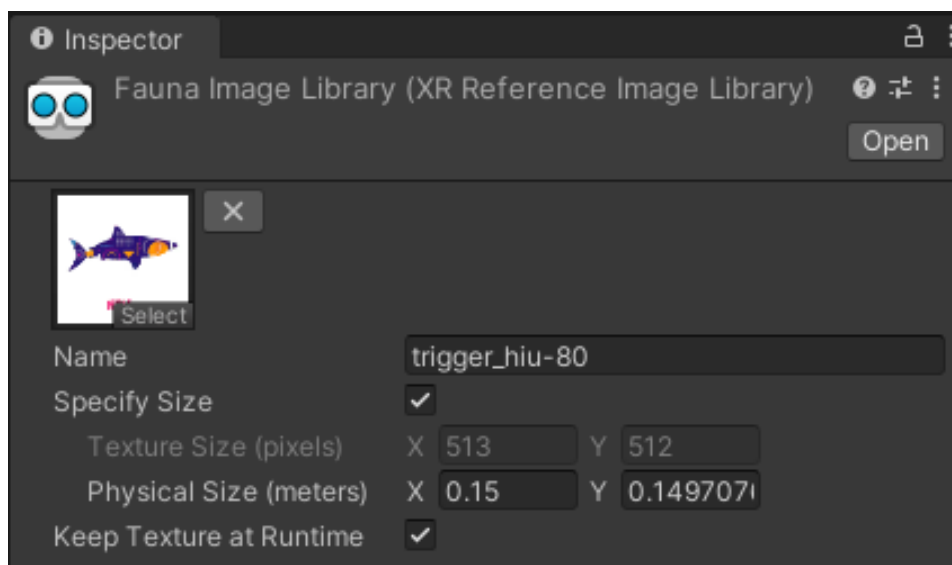 Inspector
Fauna Image Library (XR Reference Image Library)
Open
Select
Name trigger_hiu-80
Specify Size
Texture Size (pixels) X 513 Y 512
Physical Size (meters) X 0.15 Y 0.149707
Keep Texture at Runtime